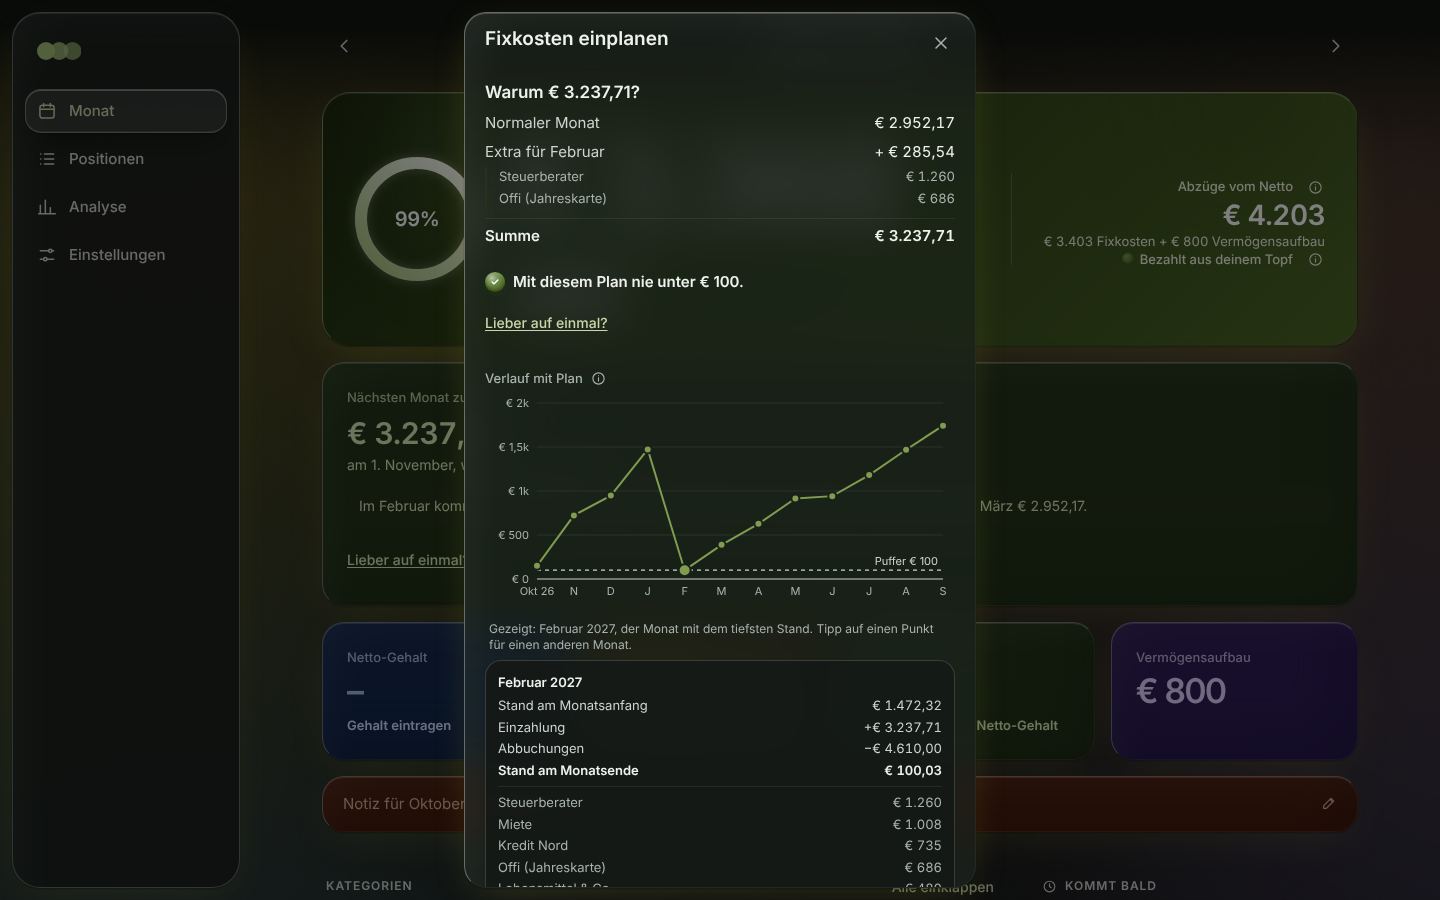 Monat
Positionen
Analyse
Einstellungen
99%
Abzüge vom Netto
€ 4.203
€ 3.403 Fixkosten + € 800 Vermögensaufbau
Bezahlt aus deinem Topf
Nächsten Monat zu
€ 3.237,
am 1. November, w
Im Februar komm
März € 2.952,17.
Lieber auf einmal?
Netto-Gehalt
–
Gehalt eintragen
Netto-Gehalt
Vermögensaufbau
€ 800
Notiz für Oktober
KATEGORIEN
Alle einklappen
KOMMT BALD
Fixkosten einplanen
Warum € 3.237,71?
Normaler Monat € 2.952,17
Extra für Februar + € 285,54
Steuerberater € 1.260
Offi (Jahreskarte) € 686
Summe € 3.237,71
Mit diesem Plan nie unter € 100.
Lieber auf einmal?
Verlauf mit Plan
€ 2k
€ 1,5k
€ 1k
€ 500
€ 0
Puffer € 100
Okt 26 N D J F M A M J J A S
Gezeigt: Februar 2027, der Monat mit dem tiefsten Stand. Tipp auf einen Punkt
für einen anderen Monat.
Februar 2027
Stand am Monatsanfang € 1.472,32
Einzahlung +€ 3.237,71
Abbuchungen −€ 4.610,00
Stand am Monatsende € 100,03
Steuerberater € 1.260
Miete € 1.008
Kredit Nord € 735
Offi (Jahreskarte) € 686